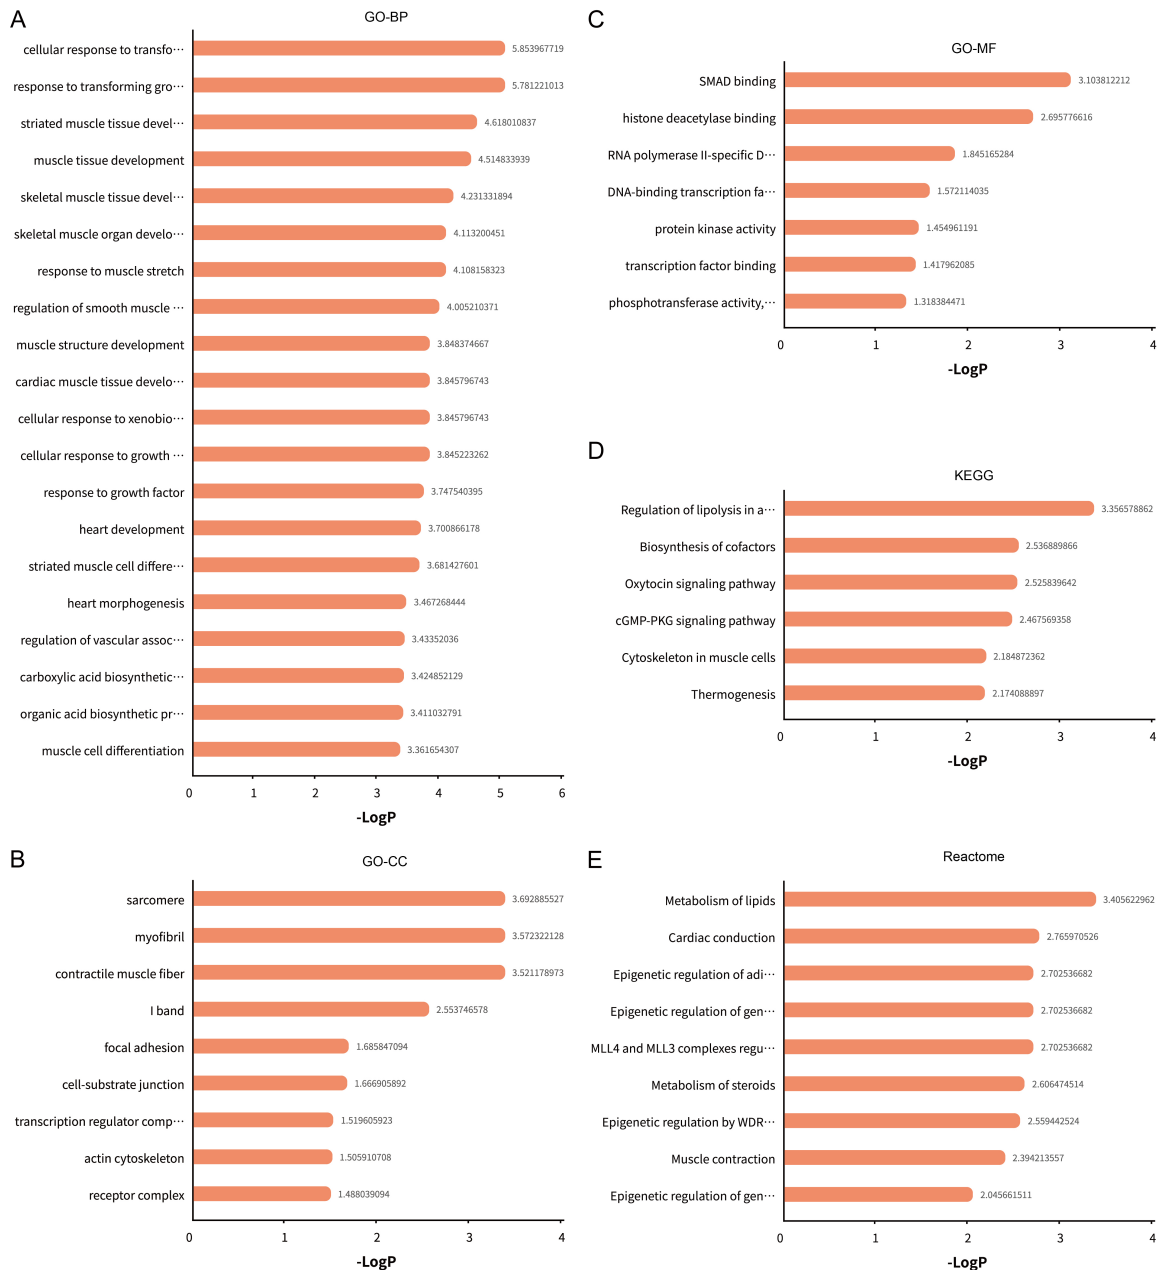 A
GO-BP
cellular response to transfo··· 5.853967719
response to transforming gro··· 5.781221013
striated muscle tissue devel··· 4.618010837
muscle tissue development 4.514833939
skeletal muscle tissue devel··· 4.231331894
skeletal muscle organ develo··· 4.113200451
response to muscle stretch 4.108158323
regulation of smooth muscle ··· 4.005210371
muscle structure development 3.848374667
cardiac muscle tissue develo··· 3.845796743
cellular response to xenobio··· 3.845796743
cellular response to growth ··· 3.845223262
response to growth factor 3.747540395
heart development 3.700866178
striated muscle cell differe··· 3.681427601
heart morphogenesis 3.467268444
regulation of vascular assoc··· 3.43352036
carboxylic acid biosynthetic··· 3.424852129
organic acid biosynthetic pr··· 3.411032791
muscle cell differentiation 3.361654307
0 1 2 3 4 5 6
-LogP
B
GO-CC
sarcomere 3.692885527
myofibril 3.572322128
contractile muscle fiber 3.521178973
I band 2.553746578
focal adhesion 1.685847094
cell-substrate junction 1.666905892
transcription regulator comp··· 1.519605923
actin cytoskeleton 1.505910708
receptor complex 1.488039094
0 1 2 3 4
-LogP
C
GO-MF
SMAD binding 3.103812212
histone deacetylase binding 2.695776616
RNA polymerase II-specific D··· 1.845165284
DNA-binding transcription fa··· 1.572114035
protein kinase activity 1.454961191
transcription factor binding 1.417962085
phosphotransferase activity,··· 1.318384471
0 1 2 3 4
-LogP
D
KEGG
Regulation of lipolysis in a··· 3.356578862
Biosynthesis of cofactors 2.536889866
Oxytocin signaling pathway 2.525839642
cGMP-PKG signaling pathway 2.467569358
Cytoskeleton in muscle cells 2.184872362
Thermogenesis 2.174088897
0 1 2 3 4
-LogP
E
Reactome
Metabolism of lipids 3.405622962
Cardiac conduction 2.765970526
Epigenetic regulation of adi··· 2.702536682
Epigenetic regulation of gen··· 2.702536682
MLL4 and MLL3 complexes regu··· 2.702536682
Metabolism of steroids 2.606474514
Epigenetic regulation by WDR··· 2.559442524
Muscle contraction 2.394213557
Epigenetic regulation of gen··· 2.045661511
0 1 2 3 4
-LogP